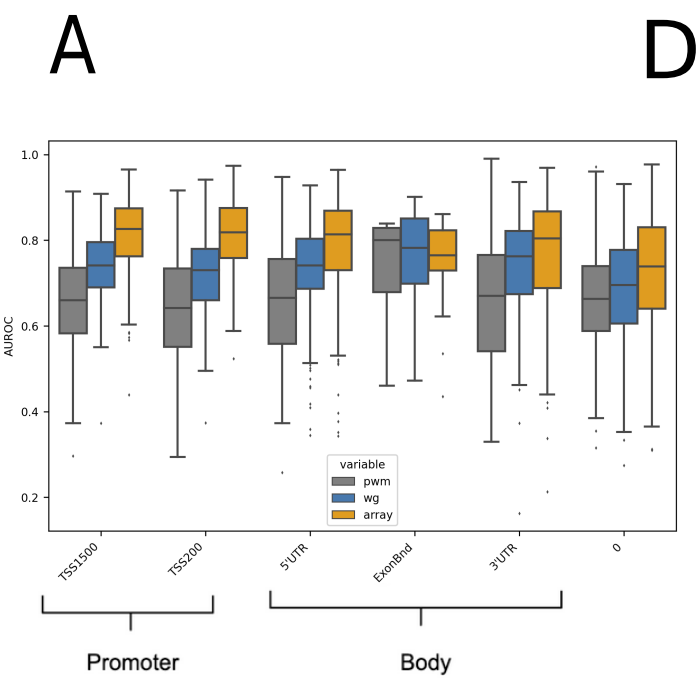 A
D
1.0
0.8
0.6
0.4
0.2
AUROC
variable
pwm
wg
array
TSS1500
TSS200
5'UTR
ExonBnd
3'UTR
0
Promoter
Body